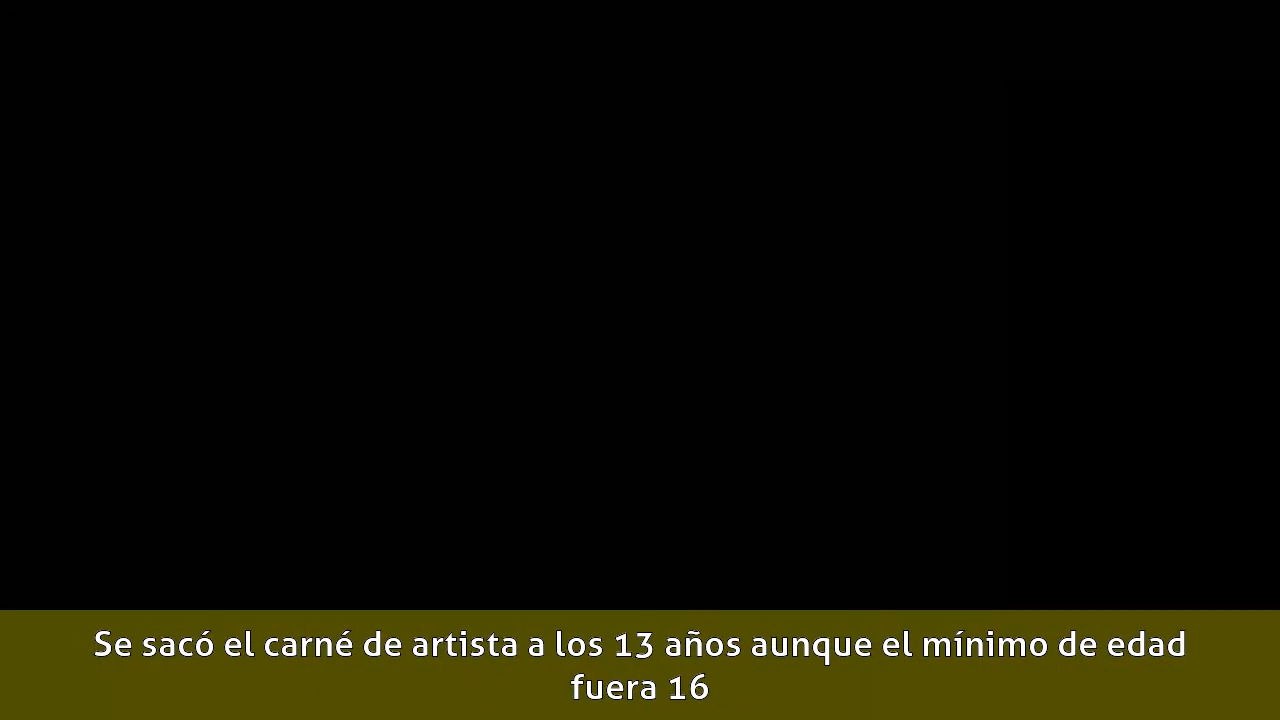 Se sacó el carné de artista a los 13 años aunque el mínimo de edad
fuera 16